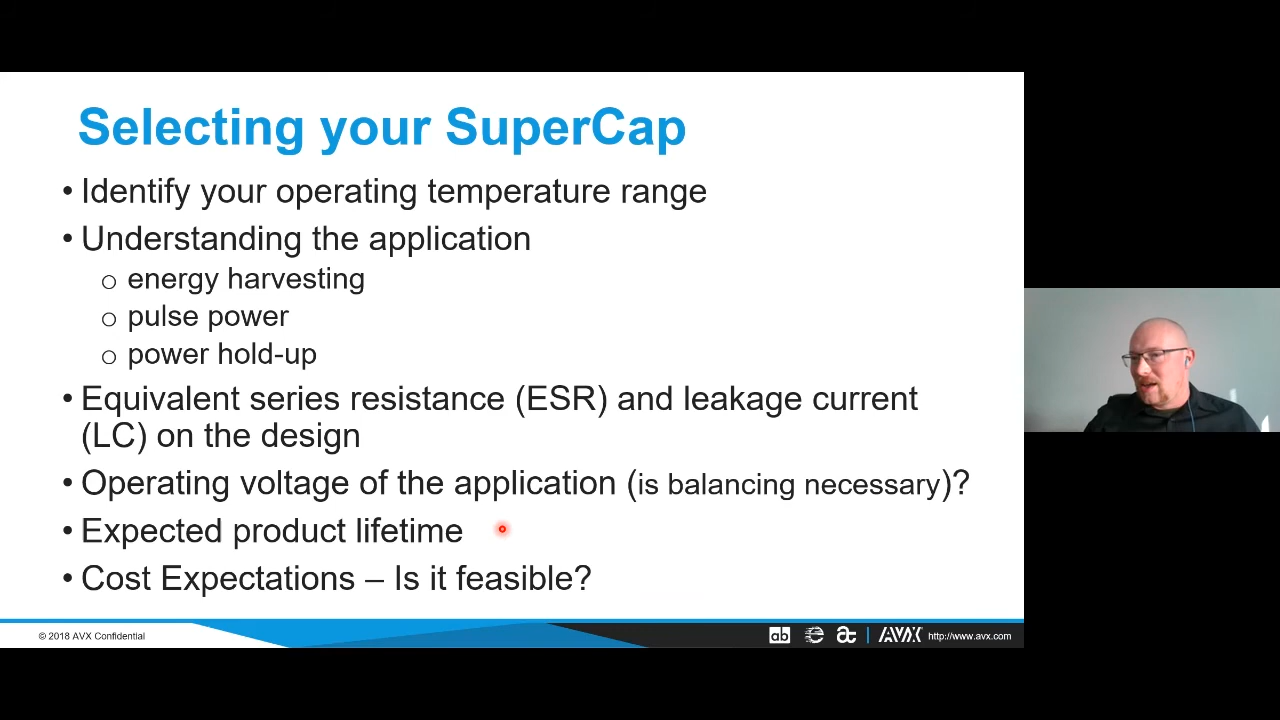 Selecting your SuperCap
• Identify your operating temperature range
• Understanding the application
o energy harvesting
o pulse power
o power hold-up
• Equivalent series resistance (ESR) and leakage current
(LC) on the design
• Operating voltage of the application (is balancing necessary)?
• Expected product lifetime
• Cost Expectations – Is it feasible?
© 2018 AVX Confidential
ab AVX http://www.avx.com